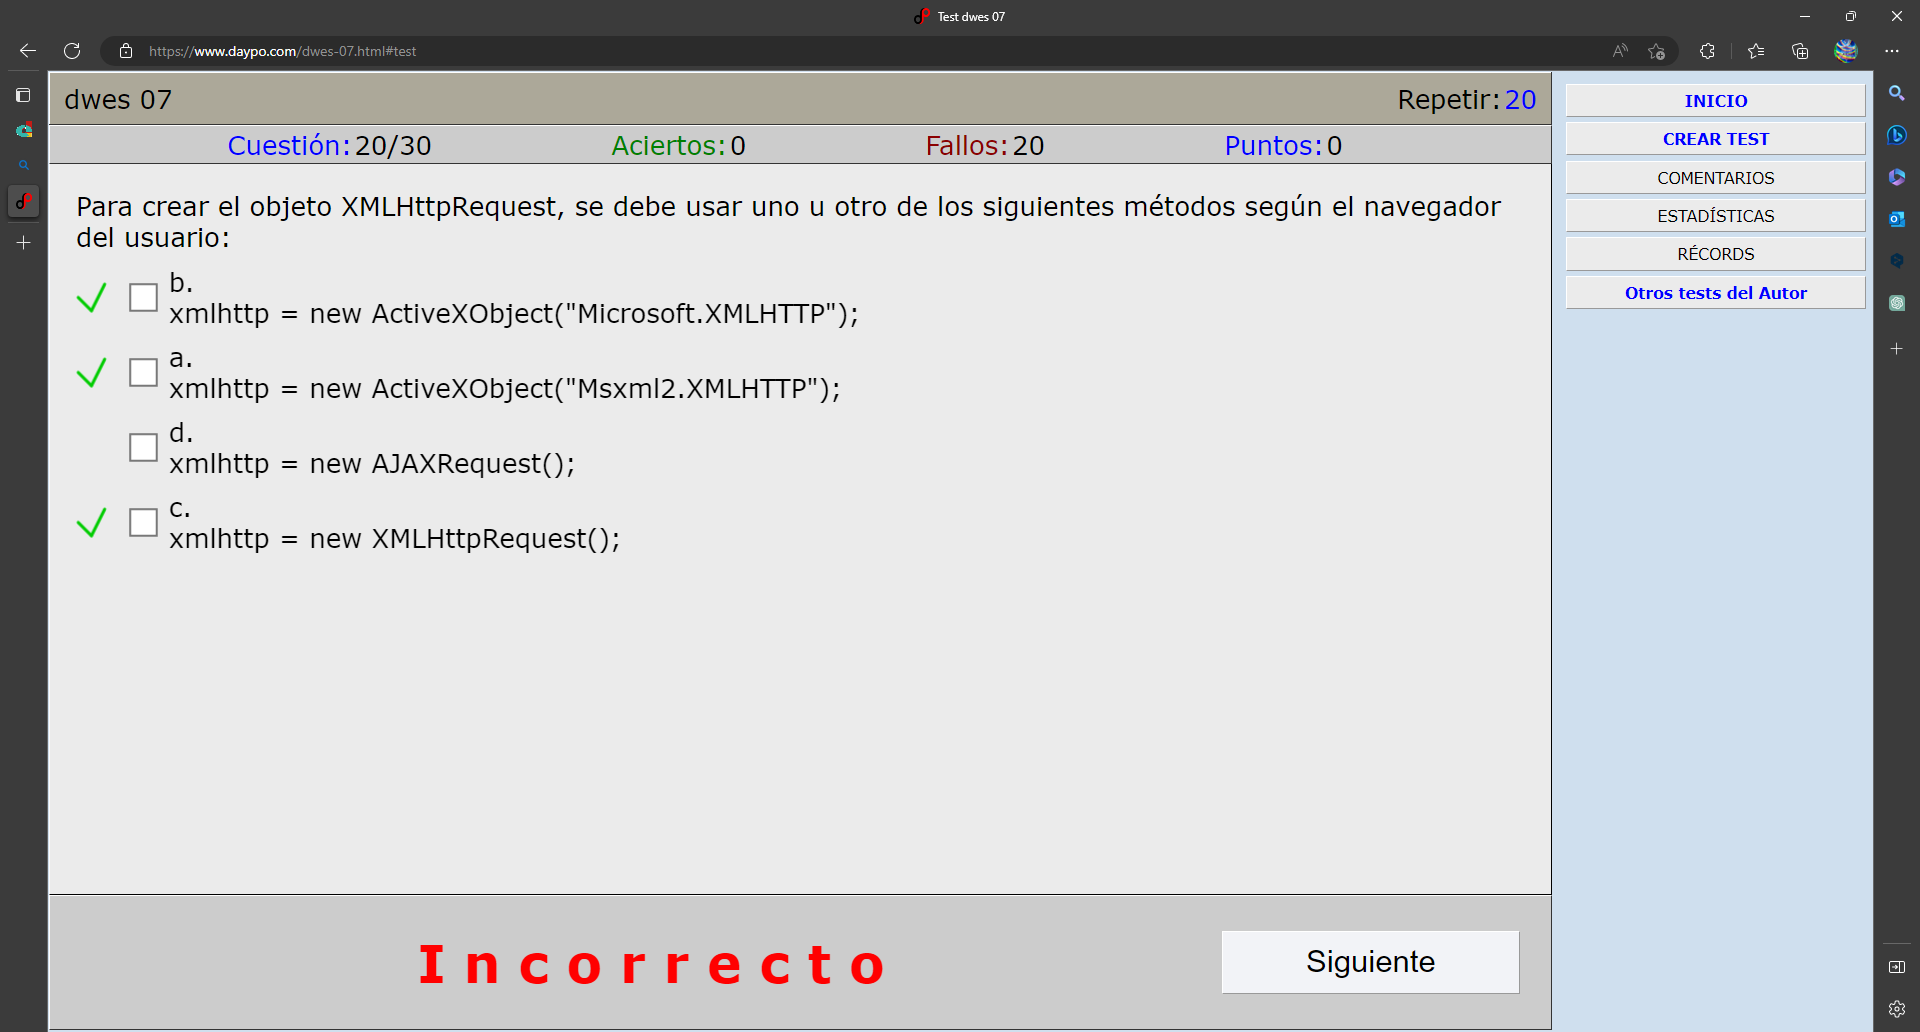 Test dwes 07
https://www.daypo.com/dwes-07.html#test
dwes 07
Repetir: 20
Cuestión: 20/30
Aciertos: 0
Fallos: 20
Puntos: 0
Para crear el objeto XMLHttpRequest, se debe usar uno u otro de los siguientes métodos según el navegador
del usuario:
b.
xmlhttp = new ActiveXObject("Microsoft.XMLHTTP");
a.
xmlhttp = new ActiveXObject("Msxml2.XMLHTTP");
d.
xmlhttp = new AJAXRequest();
c.
xmlhttp = new XMLHttpRequest();
Incorrecto
Siguiente
INICIO
CREAR TEST
COMENTARIOS
ESTADÍSTICAS
RÉCORDS
Otros tests del Autor